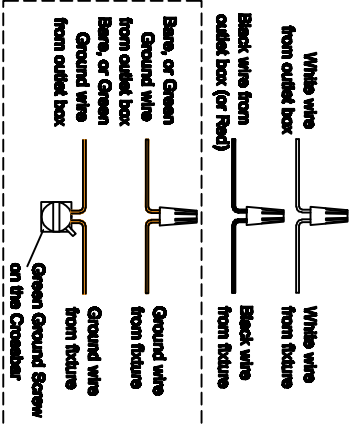 White wire
from outlet box
White wire
from fixture
Black wire from
outlet box (or Red)
Black wire
from fixture
Bare, or Green
Ground wire
from outlet box
Ground wire
from fixture
Bare, or Green
Ground wire
from outlet box
Ground wire
from fixture
Green Ground Screw
on the Crossbar